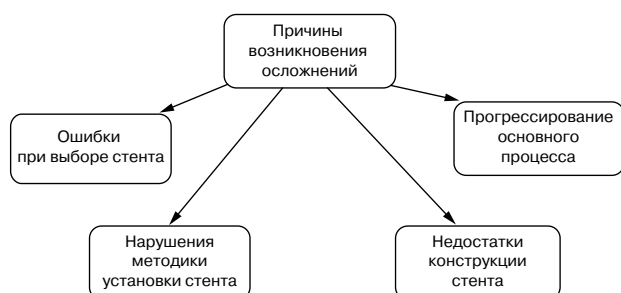 Причины
возникновения
осложнений
Ошибки
при выборе стента
Прогрессирование
основного
процесса
Нарушения
методики
установки стента
Недостатки
конструкции
стента